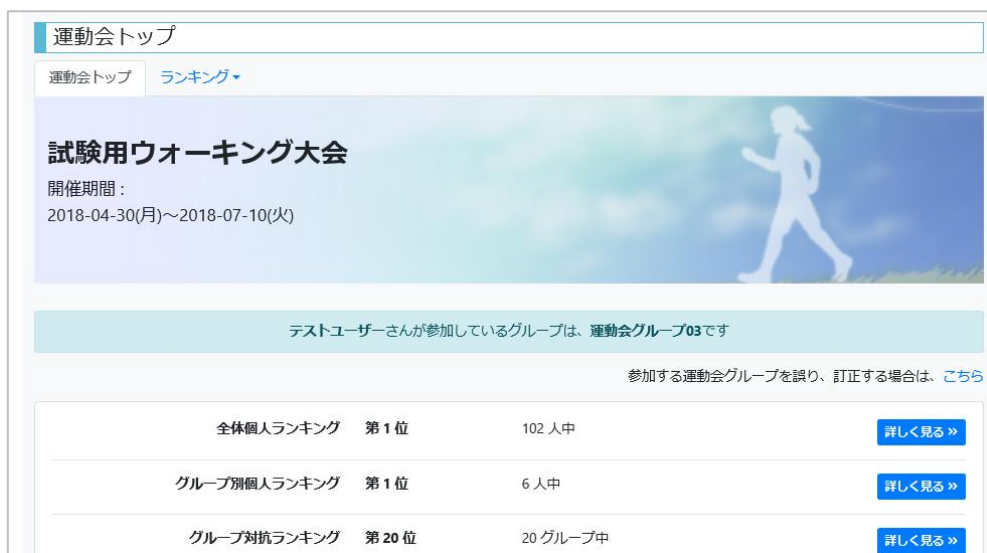 運動会トップ
運動会トップ ランキング
試験用ウォーキング大会
開催期間 :
2018-04-30(月)～2018-07-10(火)
テストユーザーさんが参加しているグループは、運動会グループ03です
参加する運動会グループを誤り、訂正する場合は、こちら
全体個人ランキング 第 1 位 102 人中 詳しく見る »
グループ別個人ランキング 第 1 位 6 人中 詳しく見る »
グループ対抗ランキング 第 20 位 20 グループ中 詳しく見る »